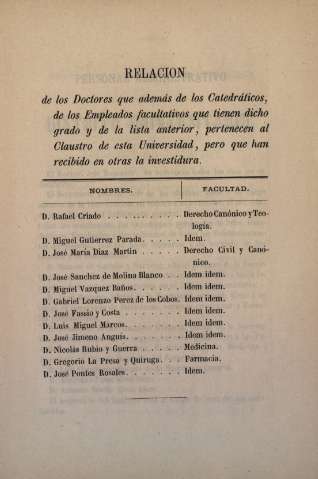 RELACION
de los Doctores que además de los Catedráticos,
de los Empleados facultativos que tienen dicho
grado y de la lista anterior, pertenecen al
Claustro de esta Universidad, pero que han
recibido en otras la investidura.
NOMBRES. FACULTAD.
D. Rafael Criado . . . . . . . . . Derecho Canónico y Teo-
logia.
D. Miguel Gutierrez Parada. . . . . Idem.
D. José María Diaz Martin . . . . . Derecho Civil y Canó-
nico.
D. José Sanchez de Molina Blanco . . . Idem idem.
D. Miguel Vazquez Baños. . . . . . Idem idem.
D. Gabriel Lorenzo Perez de los Cobos. Idem idem.
D. José Fassio y Costa . . . . . . . Idem idem.
D. Luis Miguel Marcos. . . . . . . Idem idem.
D. José Jimeno Anguis. . . . . . . Idem idem.
D. Nicolás Rubio y Guerra . . . . . Medicina.
D. Gregorio La Presa y Quiruga. . . . Farmacia.
D. José Pontes Rosales. . . . . . . Idem.